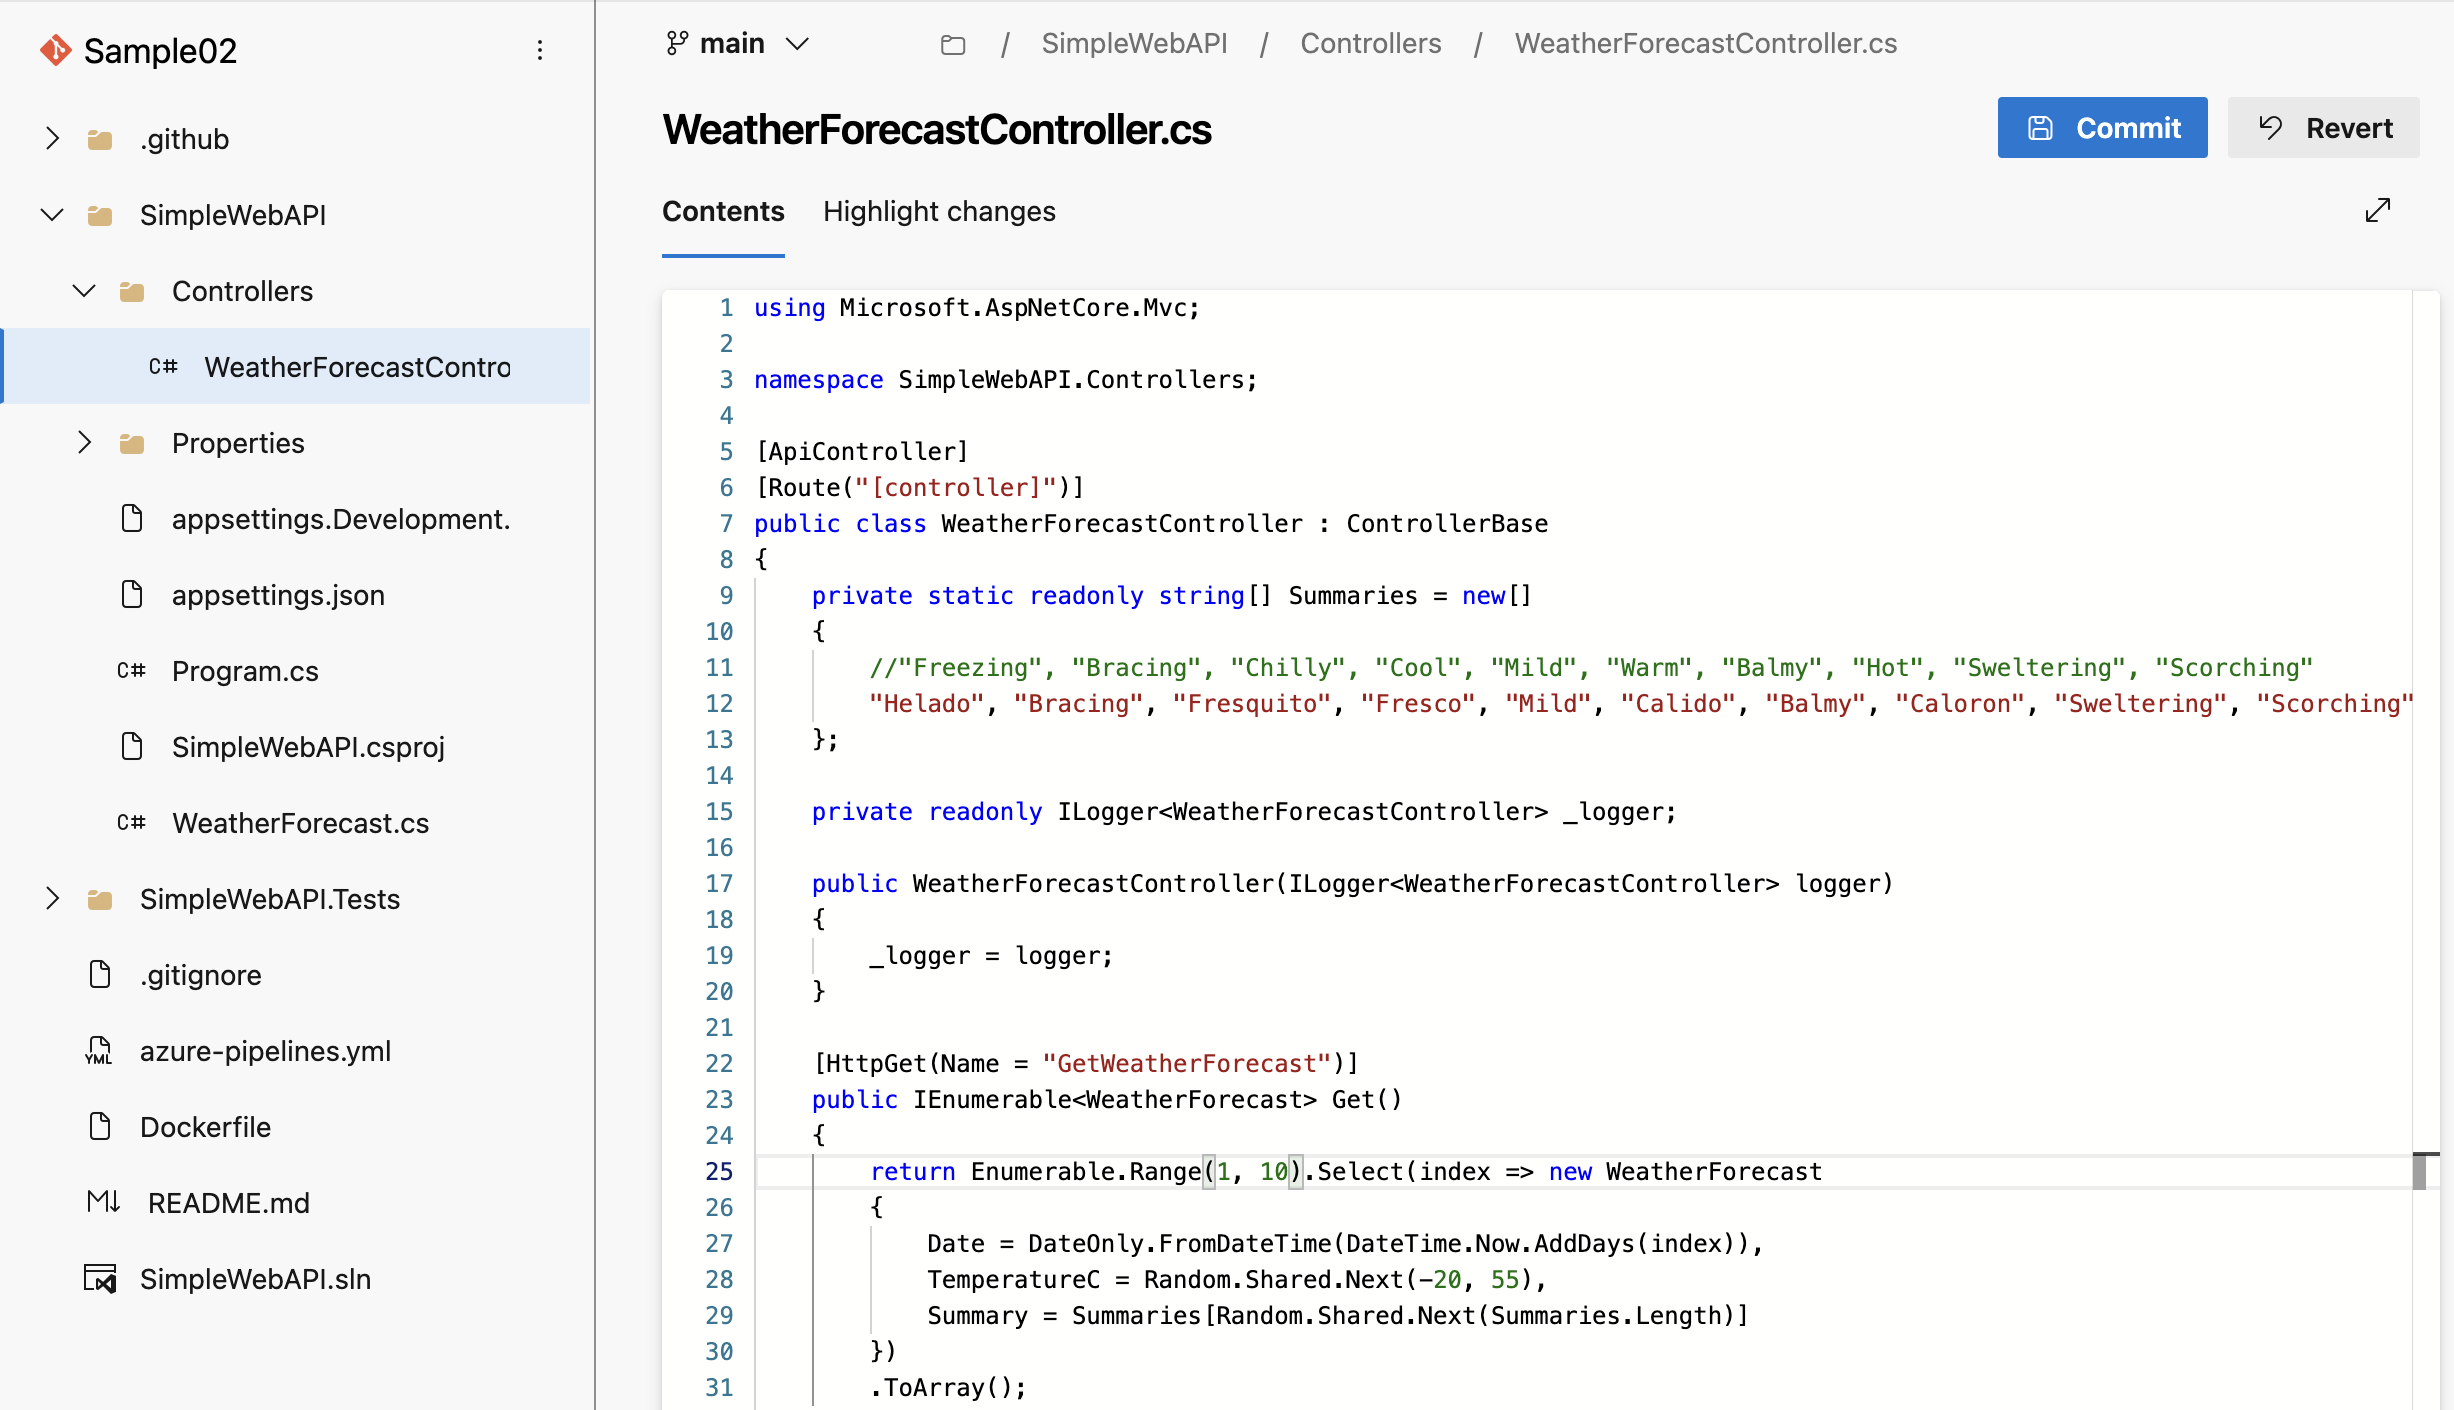 Sample02
.github
SimpleWebAPI
Controllers
C# WeatherForecastContro
Properties
appsettings.Development.
appsettings.json
C# Program.cs
SimpleWebAPI.csproj
C# WeatherForecast.cs
SimpleWebAPI.Tests
.gitignore
YML azure-pipelines.yml
Dockerfile
M↓ README.md
SimpleWebAPI.sln
main / SimpleWebAPI / Controllers / WeatherForecastController.cs
WeatherForecastController.cs
Commit Revert
Contents Highlight changes
1 using Microsoft.AspNetCore.Mvc;
2
3 namespace SimpleWebAPI.Controllers;
4
5 [ApiController]
6 [Route("[controller]")]
7 public class WeatherForecastController : ControllerBase
8 {
9     private static readonly string[] Summaries = new[]
10     {
11         //"Freezing", "Bracing", "Chilly", "Cool", "Mild", "Warm", "Balmy", "Hot", "Sweltering", "Scorching"
12         "Helado", "Bracing", "Fresquito", "Fresco", "Mild", "Calido", "Balmy", "Caloron", "Sweltering", "Scorching"
13     };
14
15     private readonly ILogger<WeatherForecastController> _logger;
16
17     public WeatherForecastController(ILogger<WeatherForecastController> logger)
18     {
19         _logger = logger;
20     }
21
22     [HttpGet(Name = "GetWeatherForecast")]
23     public IEnumerable<WeatherForecast> Get()
24     {
25         return Enumerable.Range(1, 10).Select(index => new WeatherForecast
26         {
27             Date = DateOnly.FromDateTime(DateTime.Now.AddDays(index)),
28             TemperatureC = Random.Shared.Next(-20, 55),
29             Summary = Summaries[Random.Shared.Next(Summaries.Length)]
30         })
31         .ToArray();